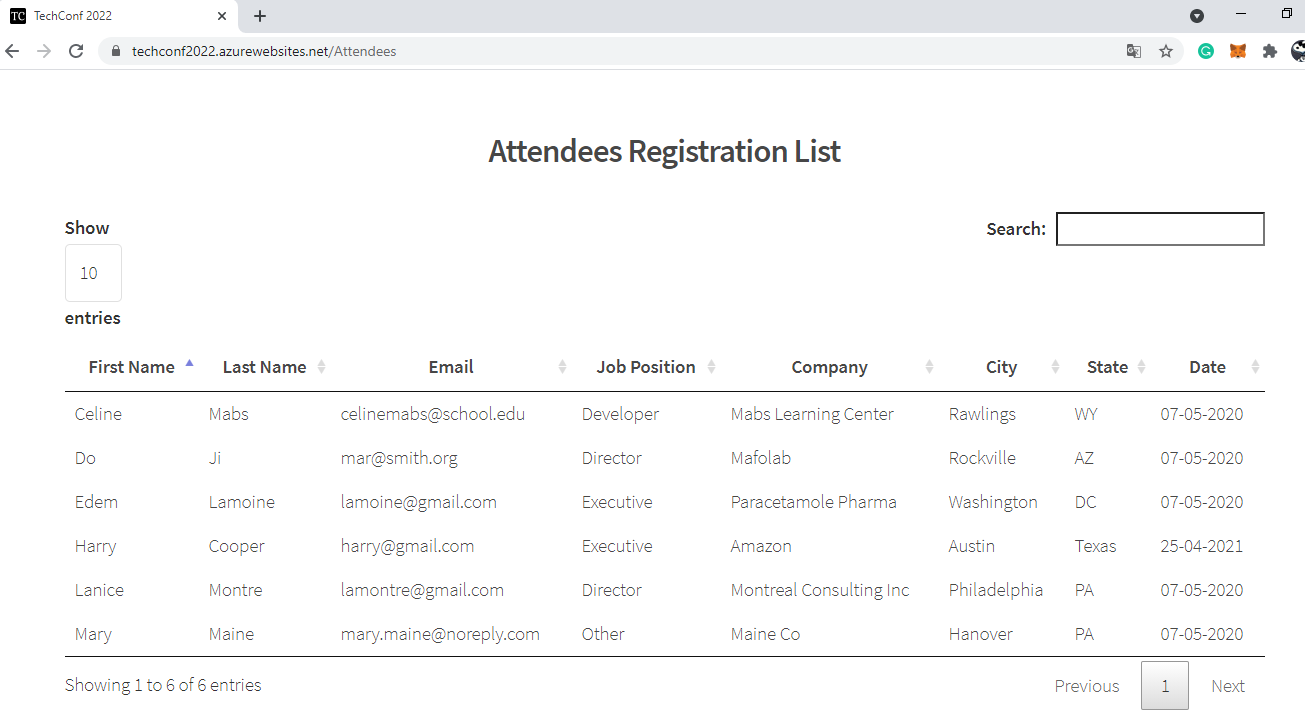 TechConf 2022
techconf2022.azurewebsites.net/Attendees
Attendees Registration List
Show
10
entries
Search:
First Name Last Name Email Job Position Company City State Date
Celine Mabs celinemabs@school.edu Developer Mabs Learning Center Rawlings WY 07-05-2020
Do Ji mar@smith.org Director Mafolab Rockville AZ 07-05-2020
Edem Lamoine lamoine@gmail.com Executive Paracetamole Pharma Washington DC 07-05-2020
Harry Cooper harry@gmail.com Executive Amazon Austin Texas 25-04-2021
Lanice Montre lamontre@gmail.com Director Montreal Consulting Inc Philadelphia PA 07-05-2020
Mary Maine mary.maine@noreply.com Other Maine Co Hanover PA 07-05-2020
Showing 1 to 6 of 6 entries
Previous 1 Next